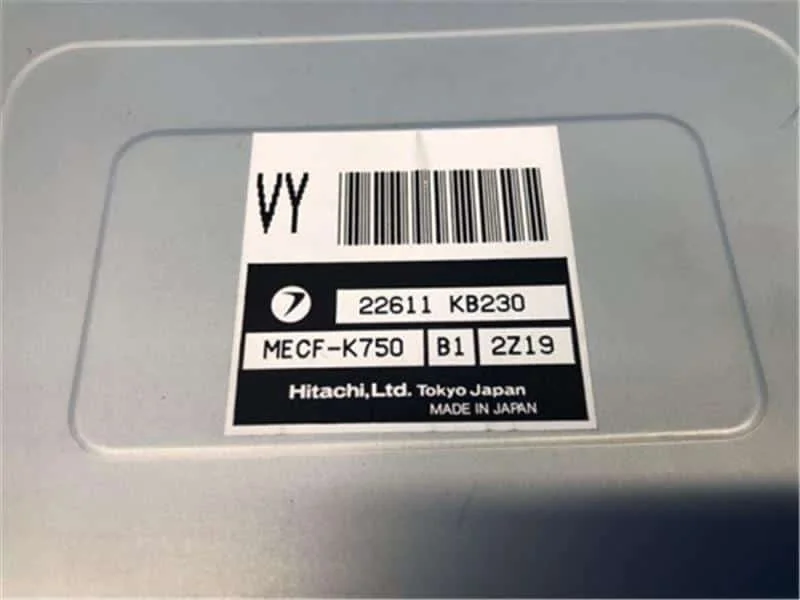 VY
22611 KB230
MECF-K750 B1 2Z19
Hitachi,Ltd. Tokyo Japan
MADE IN JAPAN